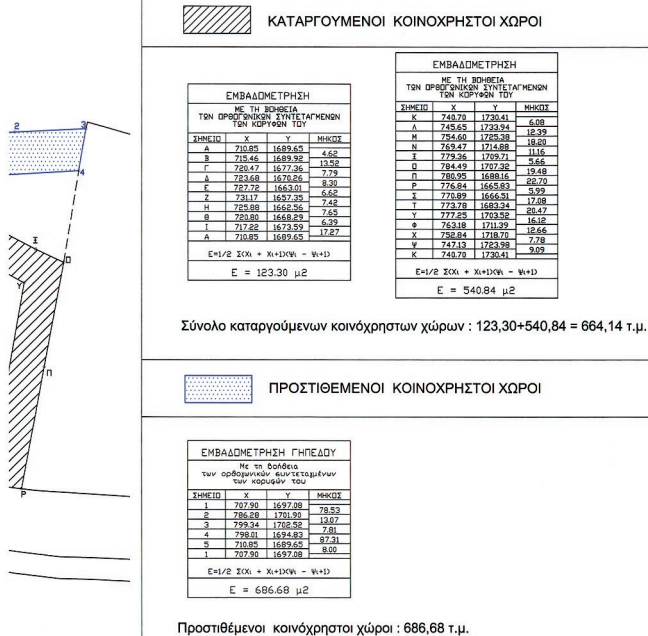 ΚΑΤΑΡΓΟΥΜΕΝΟΙ ΚΟΙΝΟΧΡΗΣΤΟΙ ΧΩΡΟΙ
2
3
4
Ξ
Ο
Υ
Π
Ρ
ΕΜΒΑΔΟΜΕΤΡΗΣΗ
ΜΕ ΤΗ ΒΟΗΘΕΙΑ
ΤΩΝ ΟΡΘΟΓΩΝΙΚΩΝ ΣΥΝΤΕΤΑΓΜΕΝΩΝ
ΤΩΝ ΚΟΡΥΦΩΝ ΤΟΥ
ΣΗΜΕΙΟ Χ Υ ΜΗΚΟΣ
Α 710.85 1689.65
4.62
Β 715.46 1689.92
13.52
Γ 720.47 1677.36
7.79
Δ 723.68 1670.26
8.30
Ε 727.72 1663.01
6.62
Ζ 731.17 1657.35
7.42
Η 725.88 1662.56
7.65
Θ 720.80 1668.29
6.39
Ι 717.22 1673.59
17.27
Α 710.85 1689.65
Ε=1/2 Σ(Χι + Χι+1)(Ψι - Ψι+1)
Ε = 123.30 μ2
ΕΜΒΑΔΟΜΕΤΡΗΣΗ
ΜΕ ΤΗ ΒΟΗΘΕΙΑ
ΤΩΝ ΟΡΘΟΓΩΝΙΚΩΝ ΣΥΝΤΕΤΑΓΜΕΝΩΝ
ΤΩΝ ΚΟΡΥΦΩΝ ΤΟΥ
ΣΗΜΕΙΟ Χ Υ ΜΗΚΟΣ
Κ 740.70 1730.41
6.08
Λ 745.65 1733.94
12.39
Μ 754.60 1725.38
18.20
Ν 769.47 1714.88
11.16
Ξ 779.36 1709.71
5.66
Ο 784.49 1707.32
19.48
Π 780.95 1688.16
22.70
Ρ 776.84 1665.83
5.99
Σ 770.89 1666.51
17.08
Τ 773.78 1683.34
20.47
Υ 777.25 1703.52
16.12
Φ 763.18 1711.39
12.66
Χ 752.84 1718.70
7.78
Ψ 747.13 1723.98
9.09
Κ 740.70 1730.41
Ε=1/2 Σ(Χι + Χι+1)(Ψι - Ψι+1)
Ε = 540.84 μ2
Σύνολο καταργούμενων κοινόχρηστων χώρων : 123,30+540,84 = 664,14 τ.μ.
ΠΡΟΣΤΙΘΕΜΕΝΟΙ ΚΟΙΝΟΧΡΗΣΤΟΙ ΧΩΡΟΙ
ΕΜΒΑΔΟΜΕΤΡΗΣΗ ΓΗΠΕΔΟΥ
Με τη βοήθεια
των ορθογωνικών συντεταγμένων
των κορυφών του
ΣΗΜΕΙΟ Χ Υ ΜΗΚΟΣ
1 707.90 1697.08
78.53
2 786.28 1701.90
13.07
3 799.34 1702.52
7.81
4 798.01 1694.83
87.31
5 710.85 1689.65
8.00
1 707.90 1697.08
Ε=1/2 Σ(Χι + Χι+1)(Ψι - Ψι+1)
Ε = 686.68 μ2
Προστιθέμενοι κοινόχρηστοι χώροι : 686,68 τ.μ.